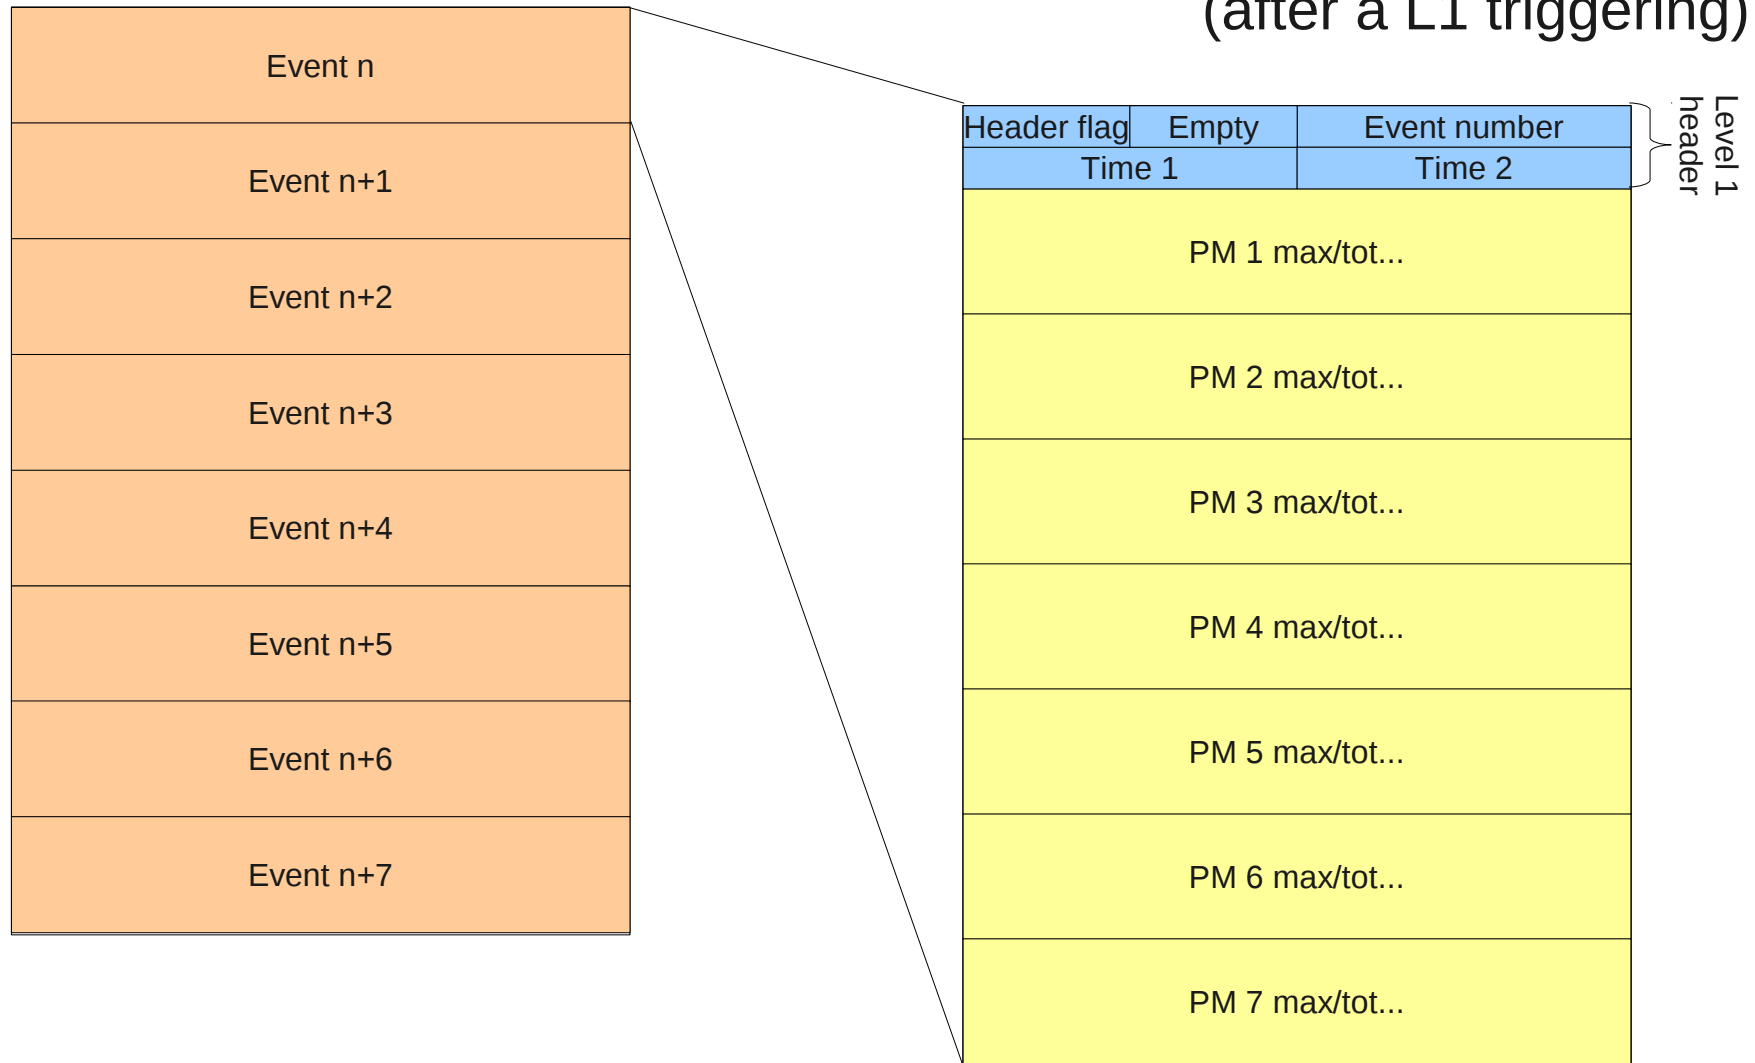 (after a L1 triggering)
Event n
Event n+1
Event n+2
Event n+3
Event n+4
Event n+5
Event n+6
Event n+7
Header flag Empty Event number
Time 1 Time 2
Level 1
header
PM 1 max/tot...
PM 2 max/tot...
PM 3 max/tot...
PM 4 max/tot...
PM 5 max/tot...
PM 6 max/tot...
PM 7 max/tot...